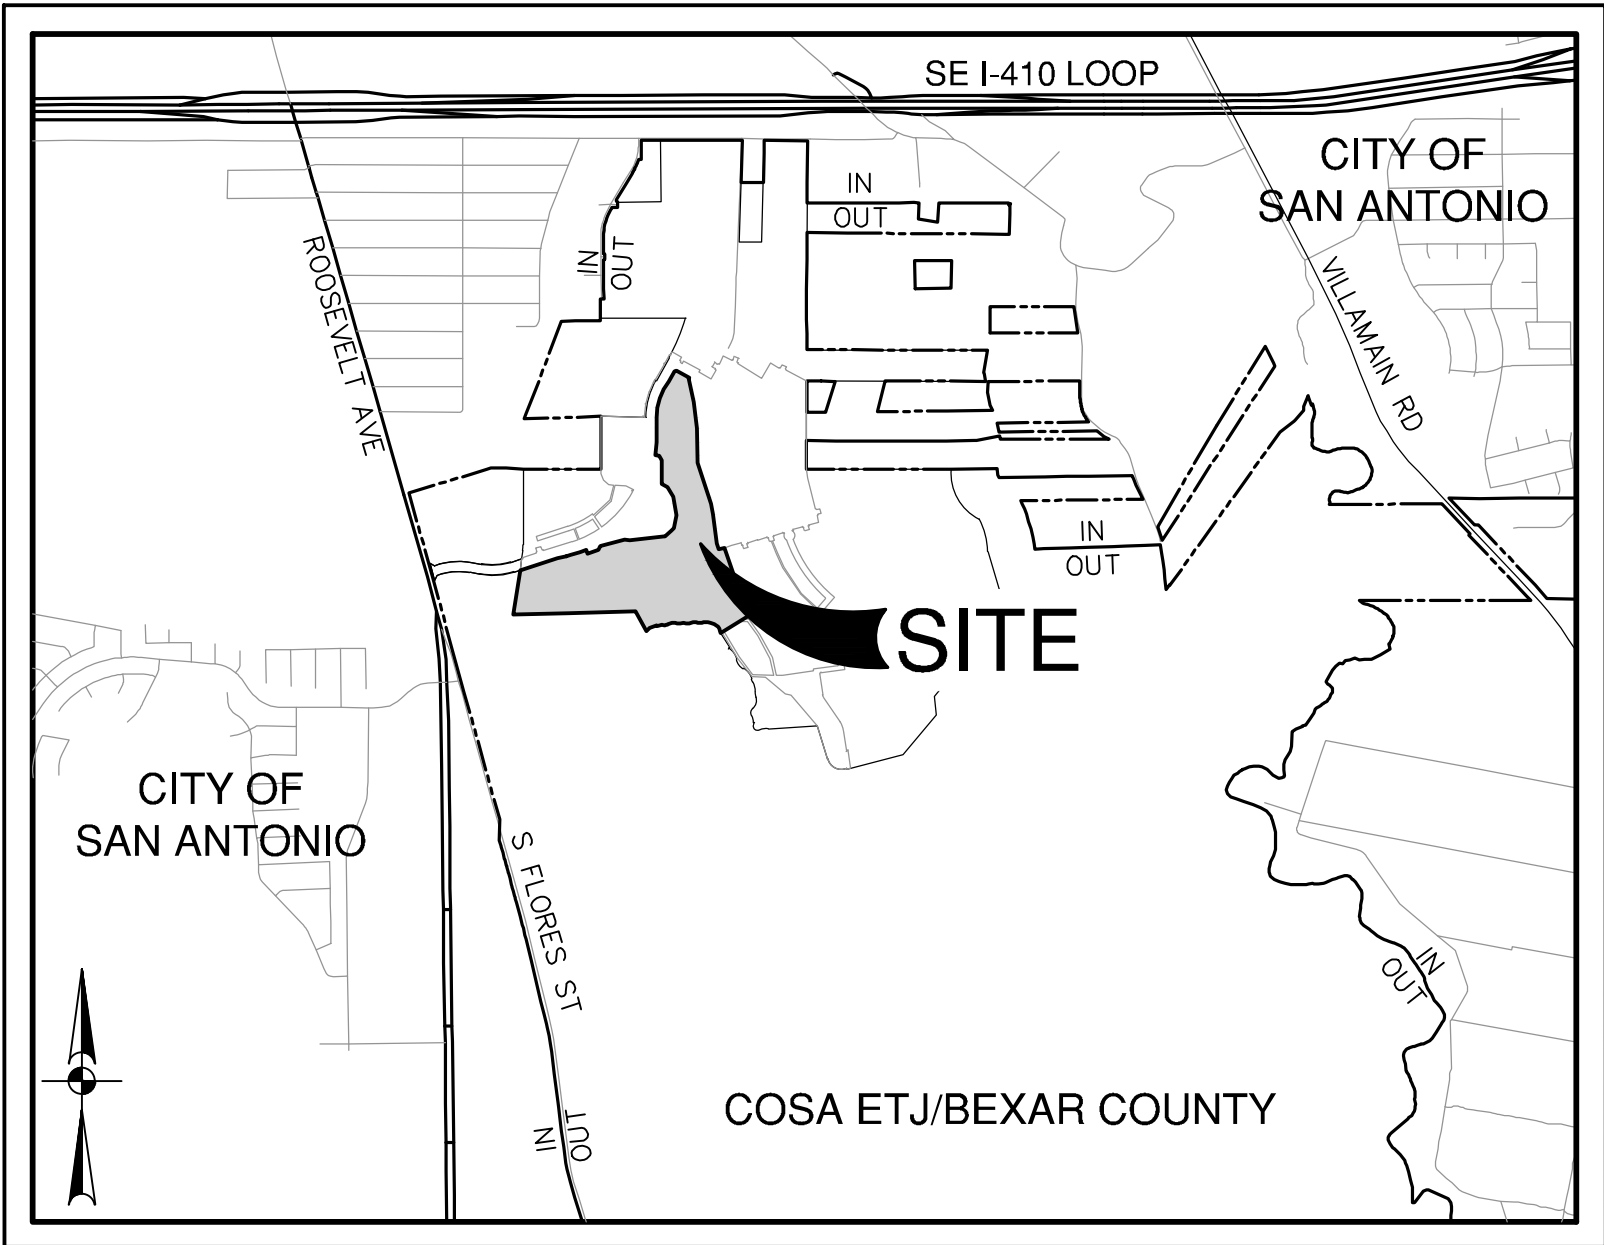 SE I-410 LOOP
CITY OF
SAN ANTONIO
IN
OUT
IN
OUT
ROOSEVELT AVE
VILLAMAIN RD
IN
OUT
SITE
CITY OF
SAN ANTONIO
S FLORES ST
IN
OUT
COSA ETJ/BEXAR COUNTY
OUT
IN